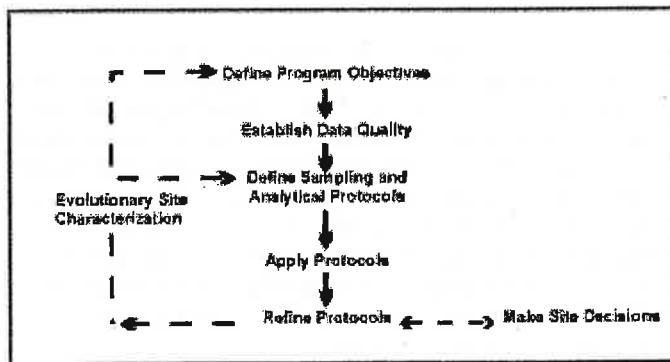 Define Program Objectives
Establish Data Quality
Define Sampling and
Analytical Protocols
Evolutionary Site
Characterization
Apply Protocols
Refine Protocols
Make Site Decisions